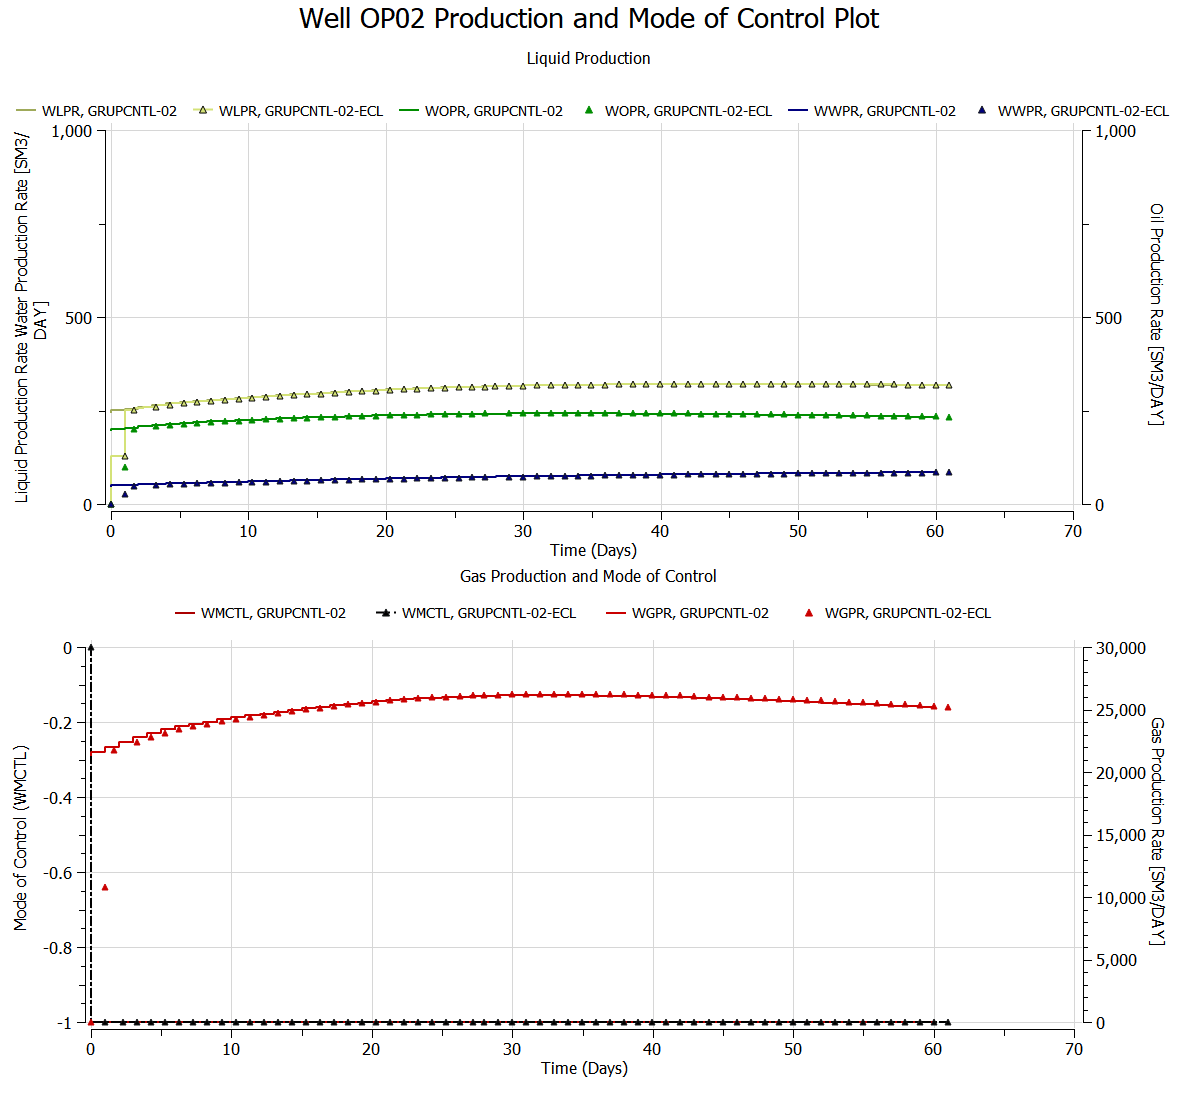 Well OP02 Production and Mode of Control Plot
Liquid Production
WLPR, GRUPCNTL-02 WLPR, GRUPCNTL-02-ECL WOPR, GRUPCNTL-02 WOPR, GRUPCNTL-02-ECL WWPR, GRUPCNTL-02 WWPR, GRUPCNTL-02-ECL
Liquid Production Rate Water Production Rate [SM3/
DAY]
1,000
500
0
1,000
500
0
Oil Production Rate [SM3/DAY]
0 10 20 30 40 50 60 70
Time (Days)
Gas Production and Mode of Control
WMCTL, GRUPCNTL-02 WMCTL, GRUPCNTL-02-ECL WGPR, GRUPCNTL-02 WGPR, GRUPCNTL-02-ECL
Mode of Control (WMCTL)
0
-0.2
-0.4
-0.6
-0.8
-1
30,000
25,000
20,000
15,000
10,000
5,000
0
Gas Production Rate [SM3/DAY]
0 10 20 30 40 50 60 70
Time (Days)